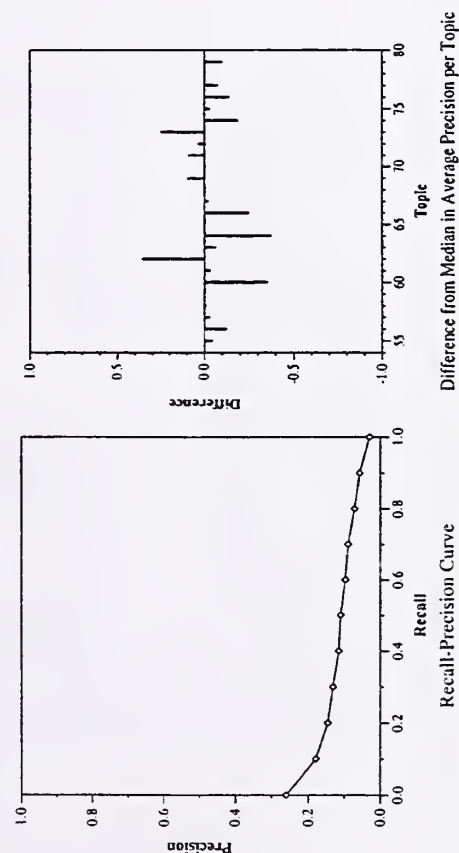 1.0
0.8
0.6
0.4
0.2
0.0
Precision
0.0 0.2 0.4 0.6 0.8 1.0
Recall
Recall-Precision Curve
1.0
0.5
0.0
-0.5
-1.0
Difference
55 60 65 70 75 80
Topic
Difference from Median in Average Precision per Topic